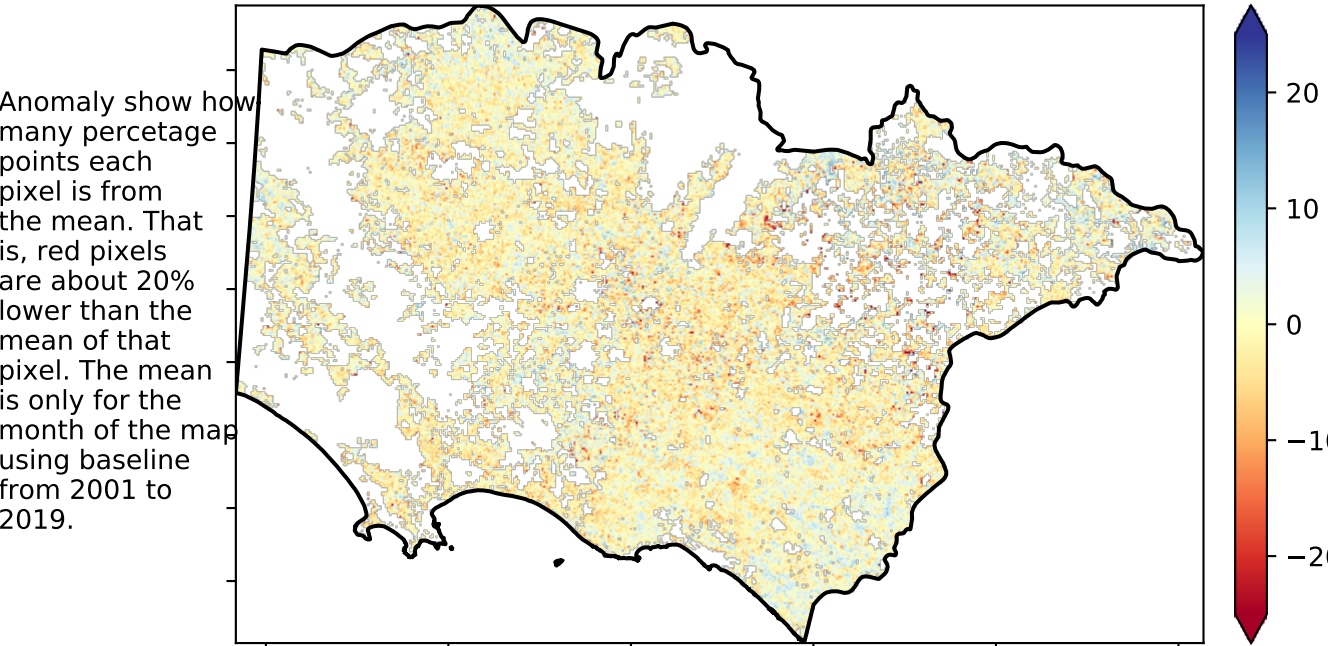 Anomaly show how
many percetage
points each
pixel is from
the mean. That
is, red pixels
are about 20%
lower than the
mean of that
pixel. The mean
is only for the
month of the map
using baseline
from 2001 to
2019.
20
10
0
−10
−20